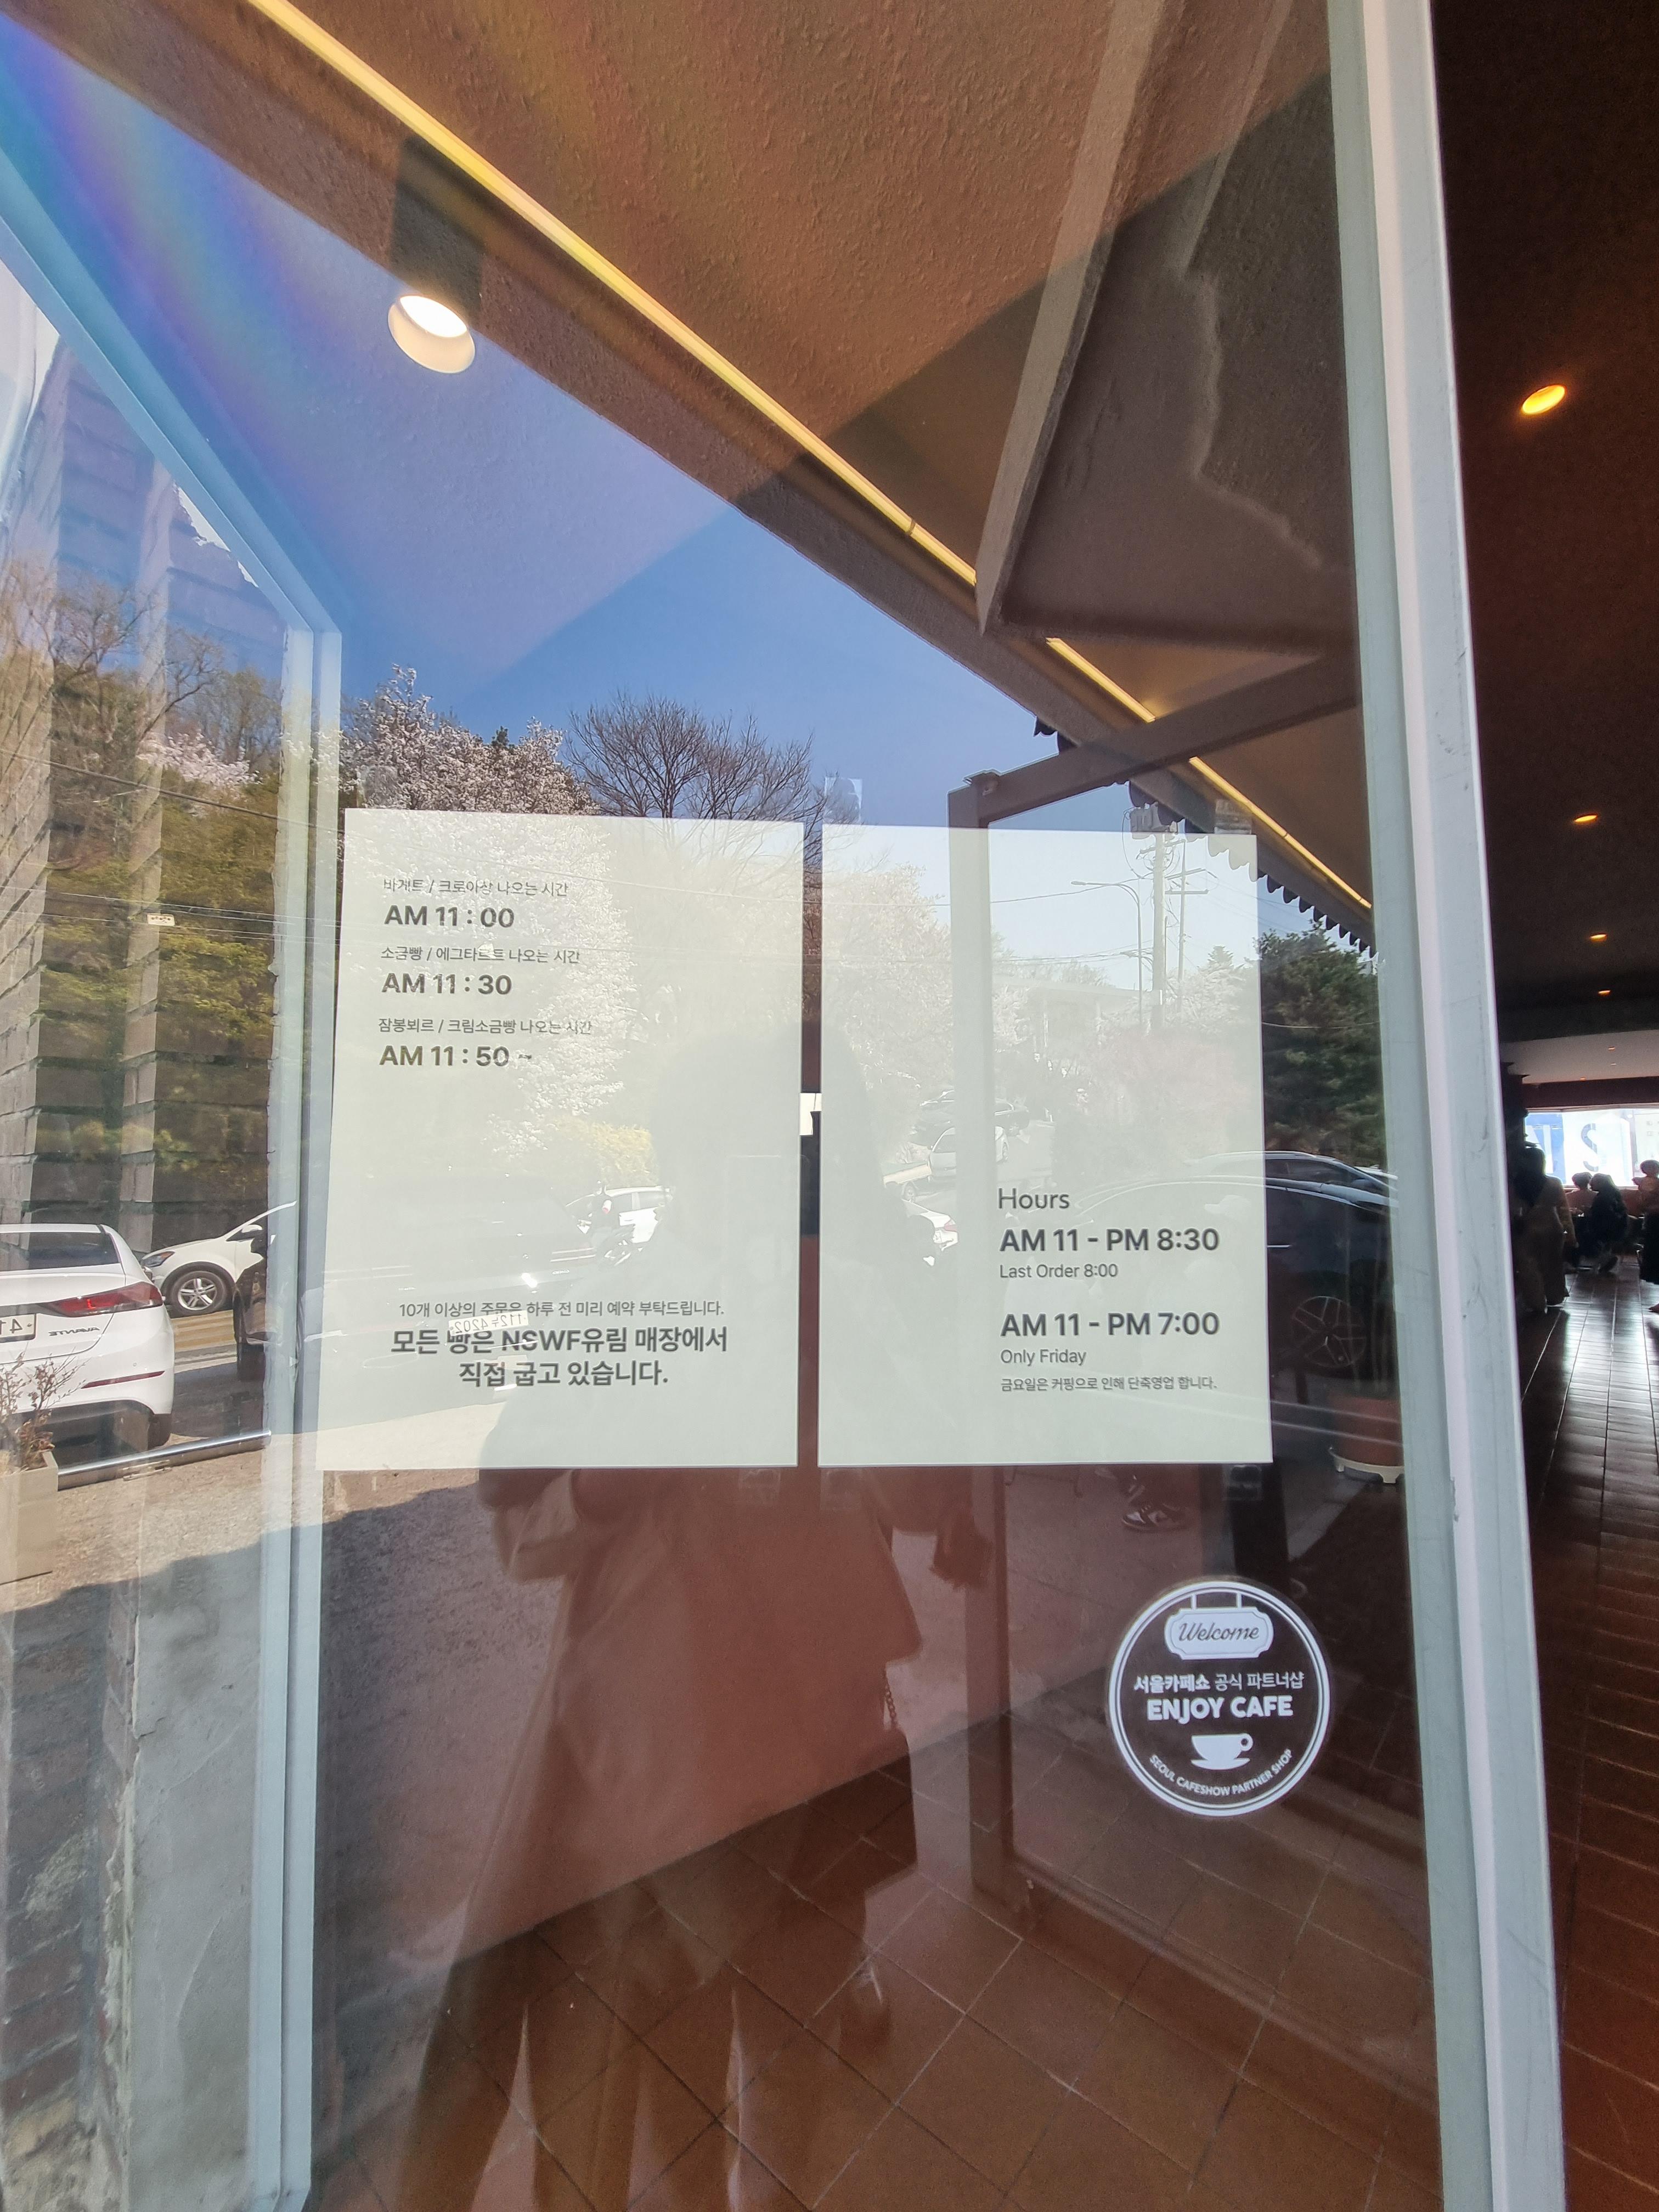 바게트 / 크로아상 나오는 시간
AM 11 : 00
소금빵 / 에그타르트 나오는 시간
AM 11 : 30
잠봉뵈르 / 크림소금빵 나오는 시간
AM 11 : 50 ~
10개 이상의 주문은 하루 전 미리 예약 부탁드립니다.
모든 빵은 NSWF유림 매장에서
직접 굽고 있습니다.
Hours
AM 11 - PM 8:30
Last Order 8:00
AM 11 - PM 7:00
Only Friday
금요일은 커핑으로 인해 단축영업 합니다.
Welcome
서울카페쇼 공식 파트너샵
ENJOY CAFE
SEOUL CAFESHOW PARTNER SHOP